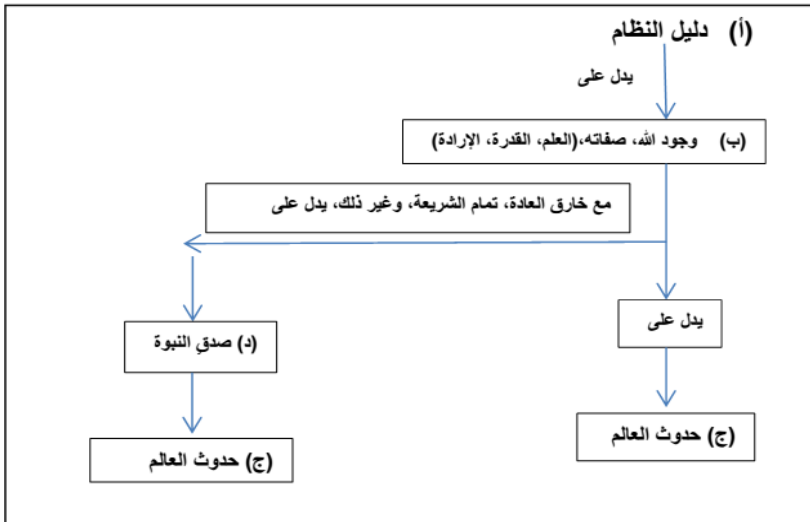 (أ) دليل النظام
يدل على
(ب) وجود الله، صفاته،(العلم، القدرة، الإرادة)
مع خارق العادة، تمام الشريعة، وغير ذلك، يدل على
يدل على
(د) صدقِ النبوة
(ج) حدوث العالم
(ج) حدوث العالم